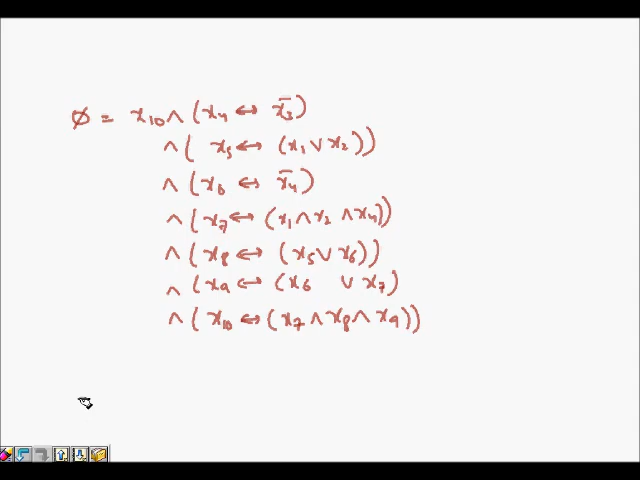 φ = x₁₀ ∧ (x₄ ↔ x̄₃)
∧ ( x₅ ↔ (x₁ ∨ x₂))
∧ (x₆ ↔ x̄₄)
∧ (x₇ ↔ (x₁ ∧ x₂ ∧ x₄))
∧ (x₈ ↔ (x₅ ∨ x₆))
∧ (x₉ ↔ (x₆ ∨ x₇)
∧ ( x₁₀ ↔ (x₇ ∧ x₈ ∧ x₉))